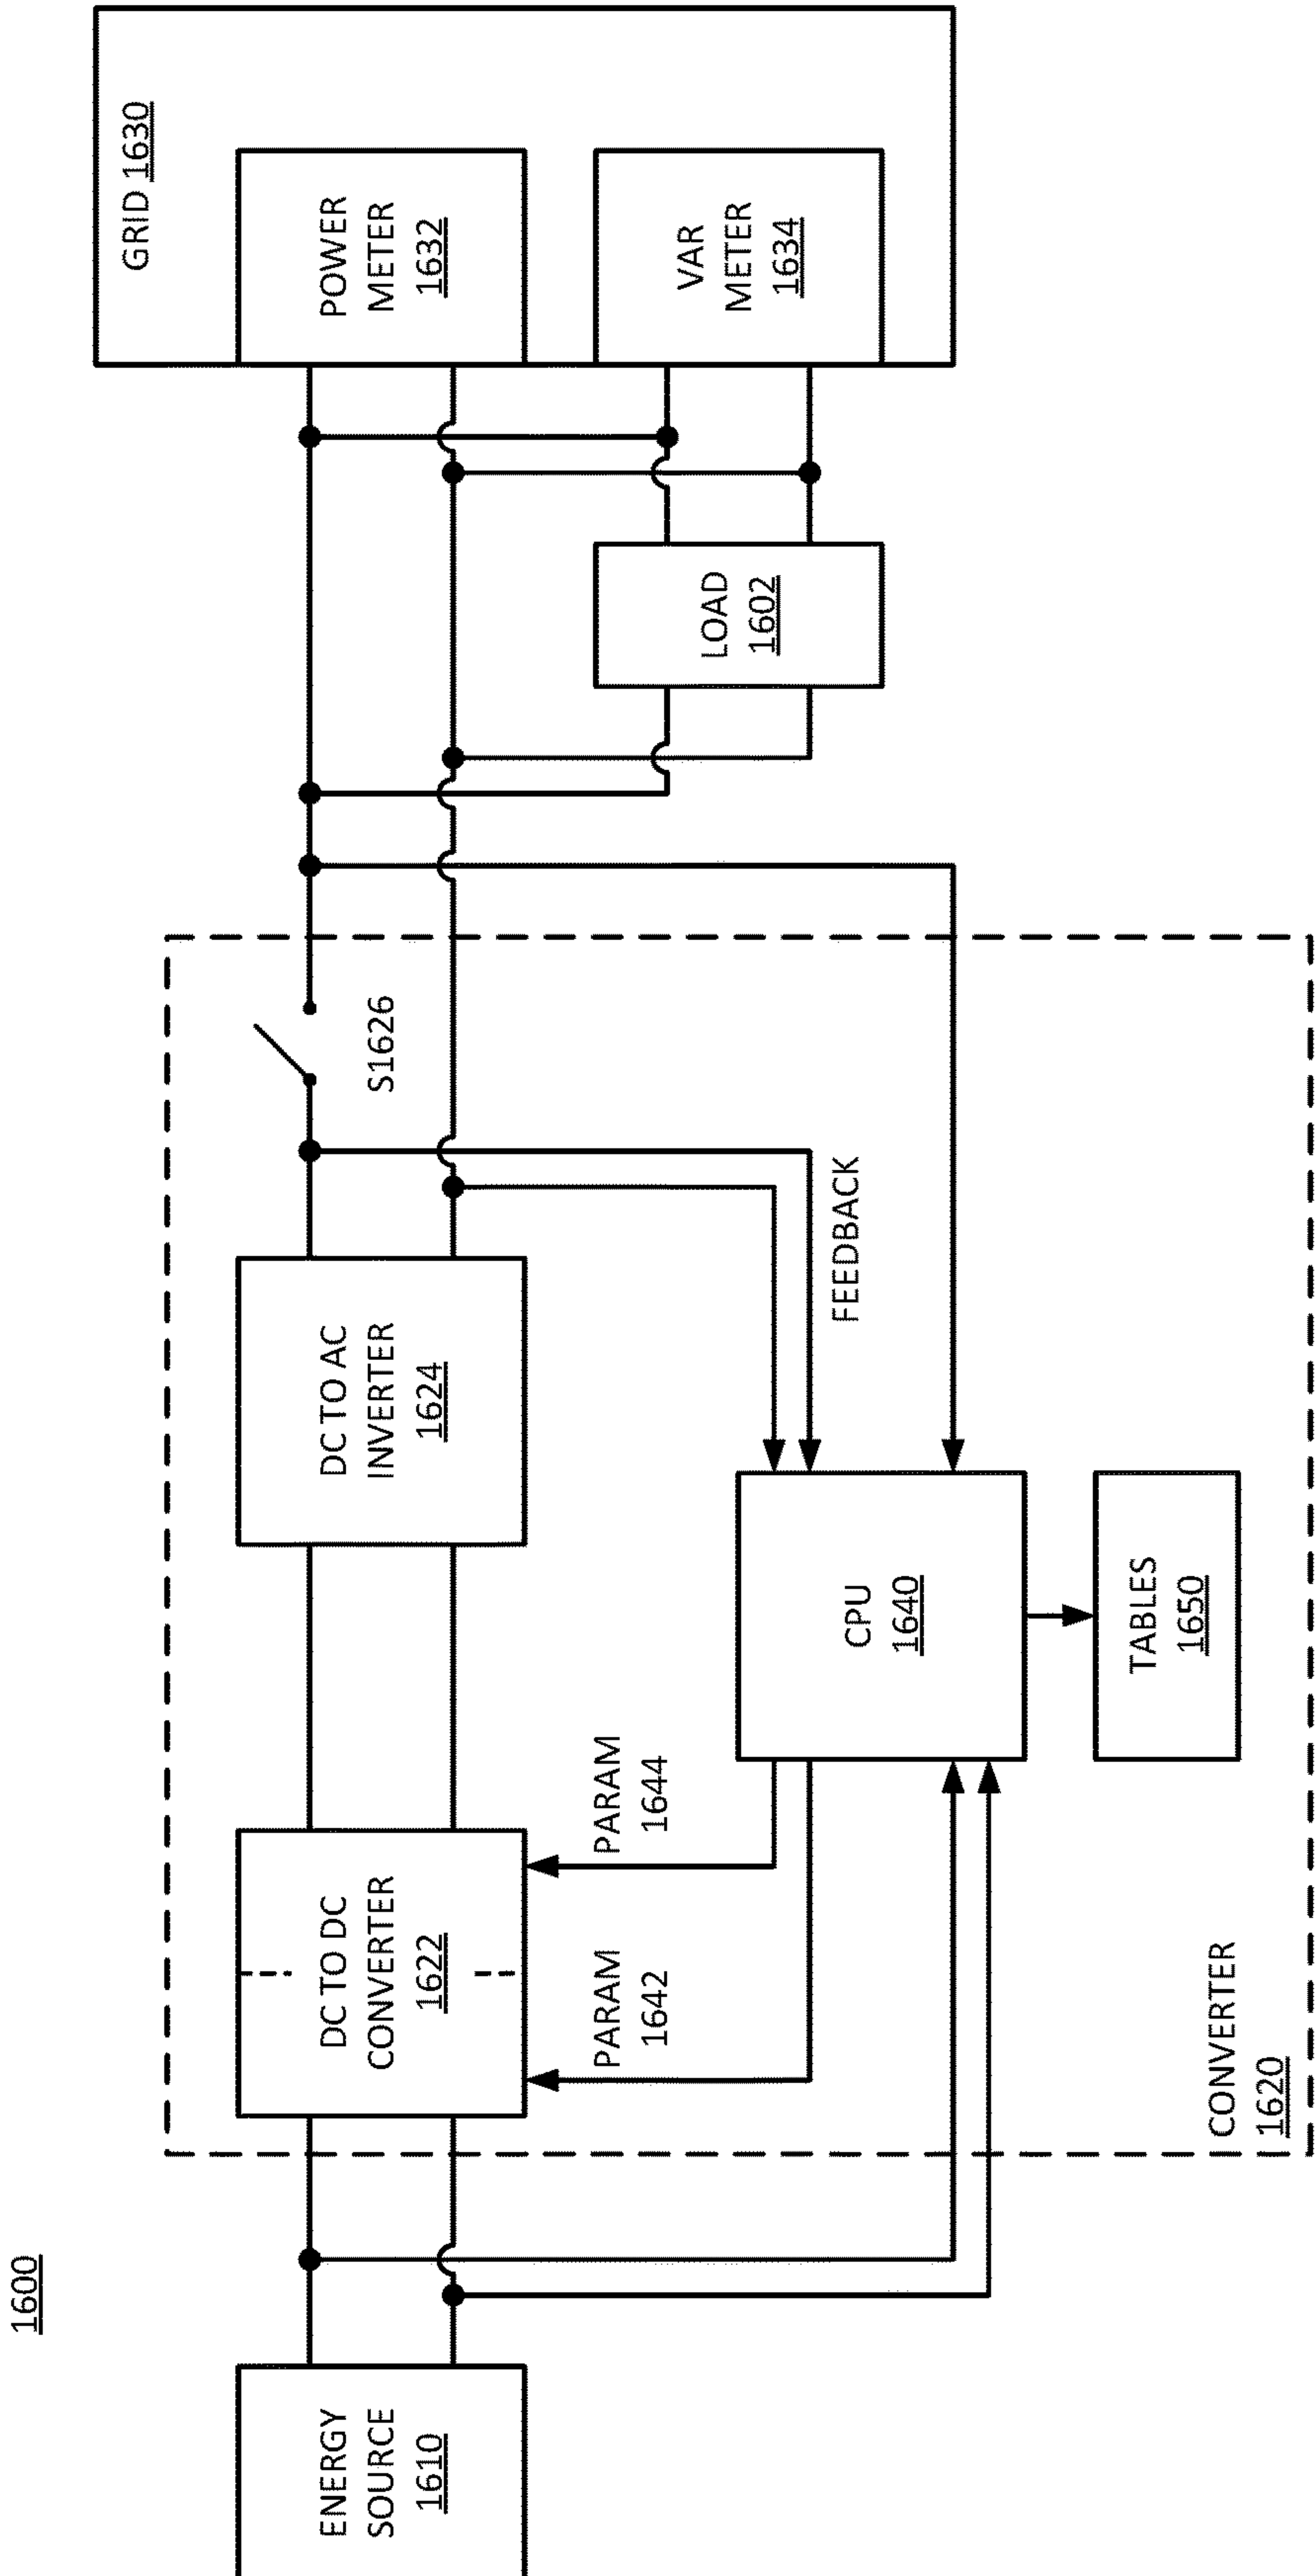 1600
ENERGY
SOURCE
1610
DC TO DC
CONVERTER
1622
PARAM
1642
PARAM
1644
DC TO AC
INVERTER
1624
S1626
FEEDBACK
CPU
1640
TABLES
1650
CONVERTER
1620
LOAD
1602
GRID 1630
POWER
METER
1632
VAR
METER
1634